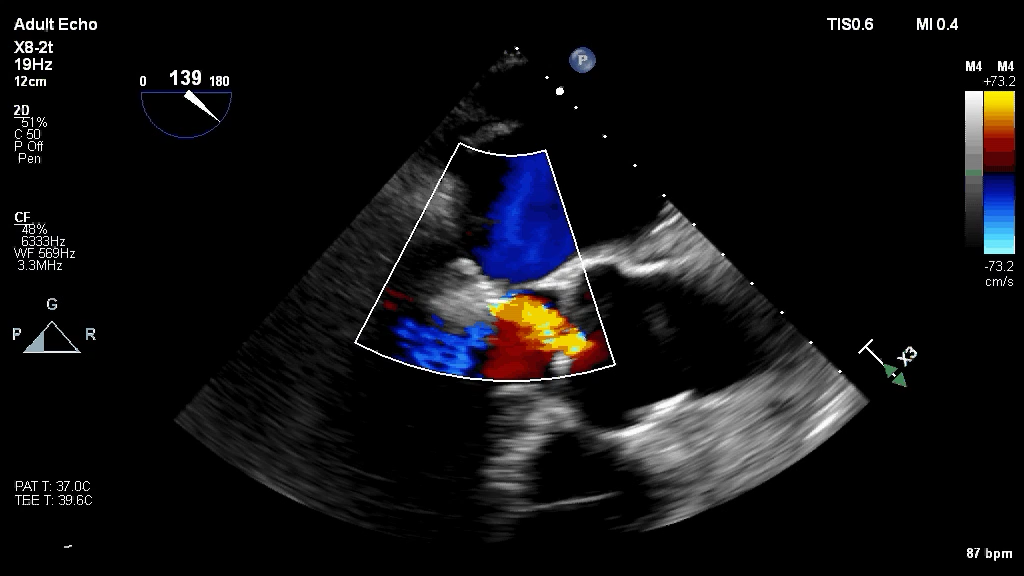 Adult Echo
TIS0.6 MI 0.4
X8-2t
19Hz
12cm
0 139 180
P
M4 M4
+73.2
2D
51%
C 50
P Off
Pen
CF
48%
6333Hz
WF 569Hz
3.3MHz
-73.2
cm/s
G
P R
X3
PAT T: 37.0C
TEE T: 39.6C
87 bpm